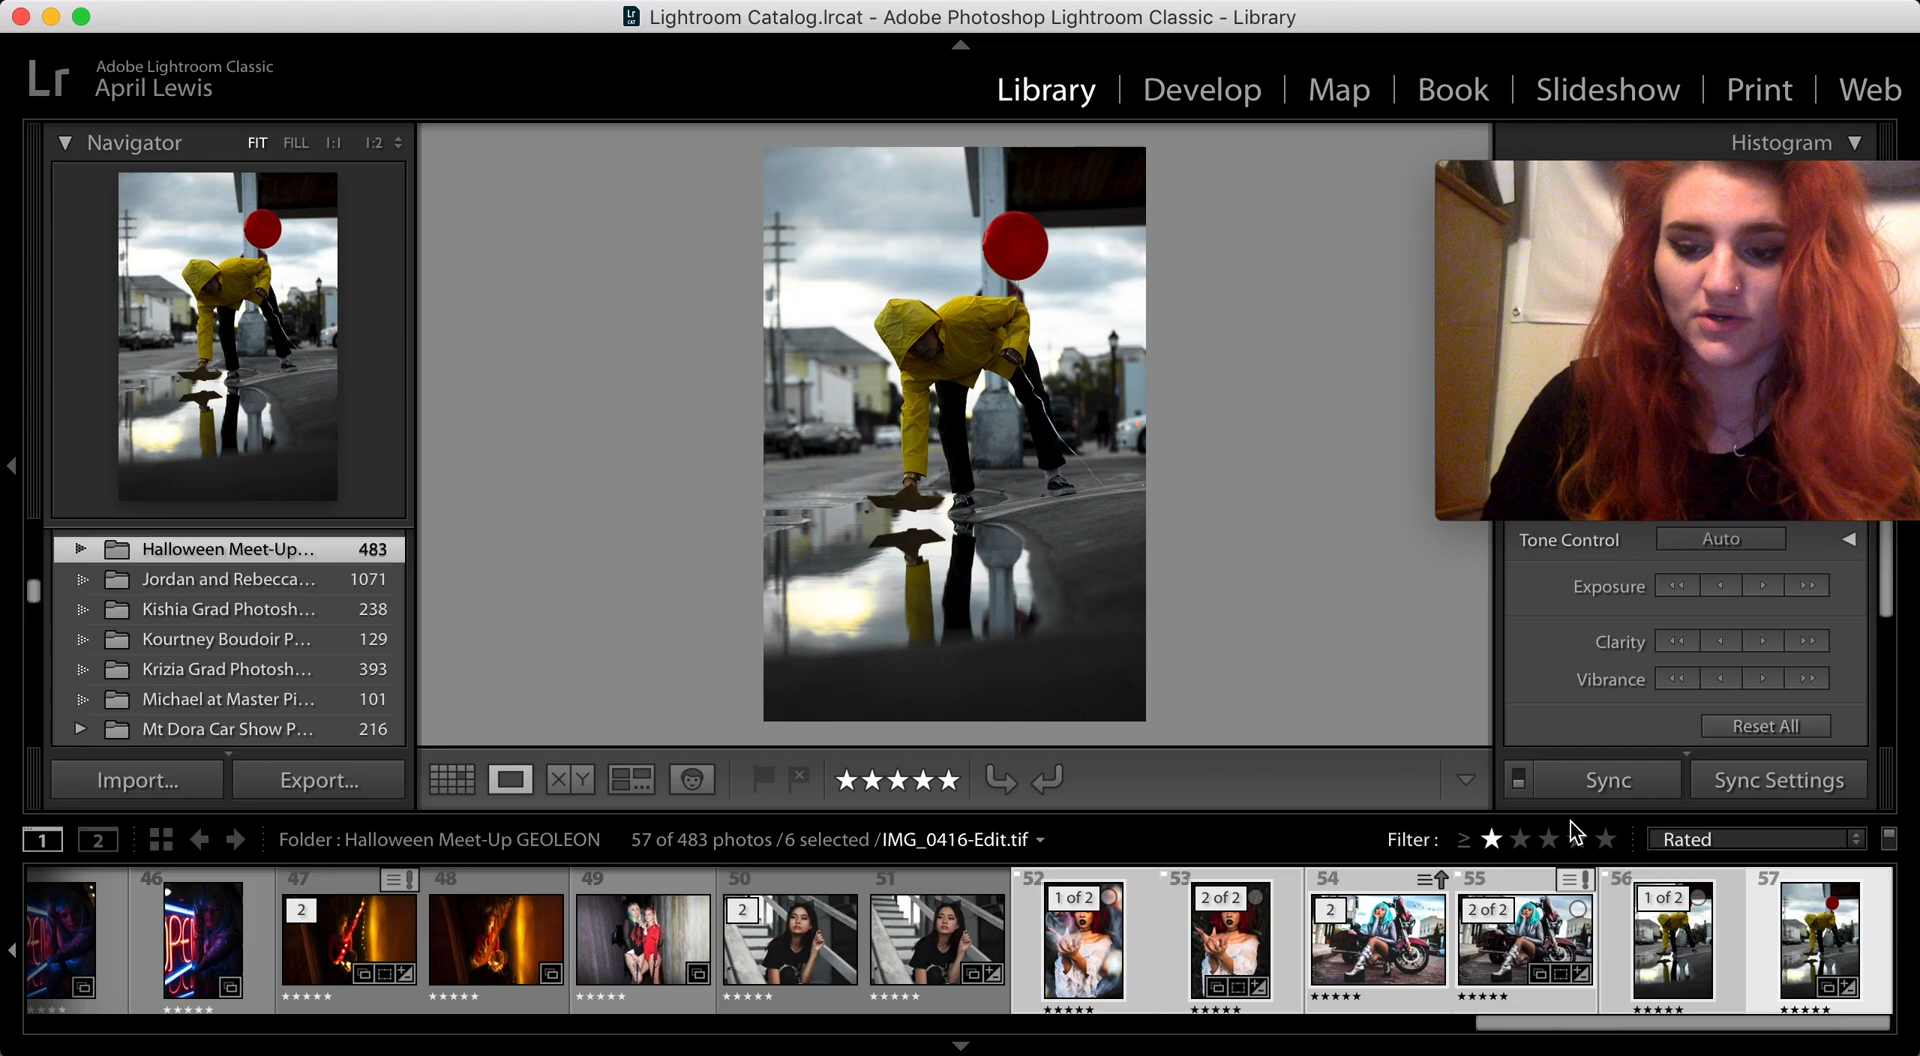 Lightroom Catalog.lrcat - Adobe Photoshop Lightroom Classic - Library
Lr
Adobe Lightroom Classic
April Lewis
Library | Develop | Map | Book | Slideshow | Print | Web
Navigator FIT FILL 1:1 1:2
Histogram
Halloween Meet-Up... 483
Jordan and Rebecca... 1071
Kishia Grad Photosh... 238
Kourtney Boudoir P... 129
Krizia Grad Photosh... 393
Michael at Master Pi... 101
Mt Dora Car Show P... 216
Tone Control Auto
Exposure
Clarity
Vibrance
Reset All
Import... Export...
X Y
Sync Sync Settings
1 2 Folder : Halloween Meet-Up GEOLEON 57 of 483 photos / 6 selected / IMG_0416-Edit.tif Filter : ≥ ★ Rated
46 47 48 49 50 51 52 53 54 55 56 57
2 2 1 of 2 2 of 2 2 2 of 2 1 of 2
OPEN